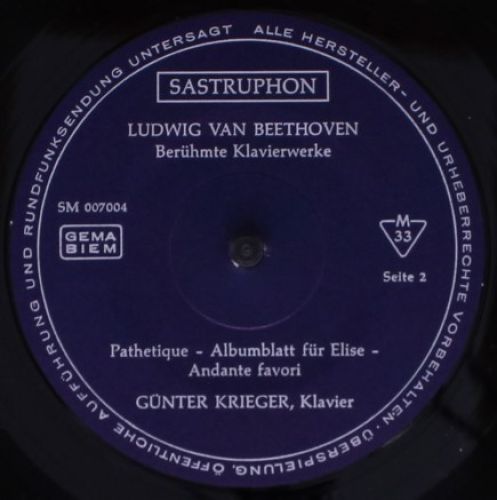 ALLE HERSTELLER- UND URHEBERRECHTE VORBEHALTEN · ÜBERSPIELUNG, ÖFFENTLICHE AUFFÜHRUNG UND RUNDFUNKSENDUNG UNTERSAGT
SASTRUPHON
LUDWIG VAN BEETHOVEN
Berühmte Klavierwerke
SM 007004
GEMA
BIEM
M
33
Seite 2
Pathetique - Albumblatt für Elise -
Andante favori
GÜNTER KRIEGER, Klavier